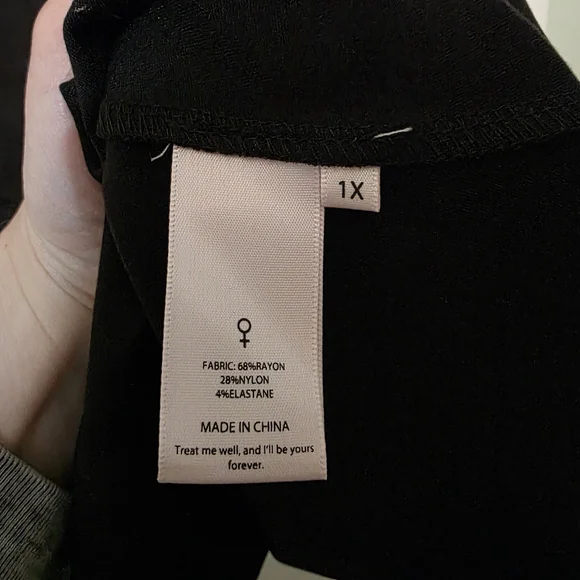 1X
FABRIC: 68%RAYON
28%NYLON
4%ELASTANE
MADE IN CHINA
Treat me well, and I'll be yours
forever.